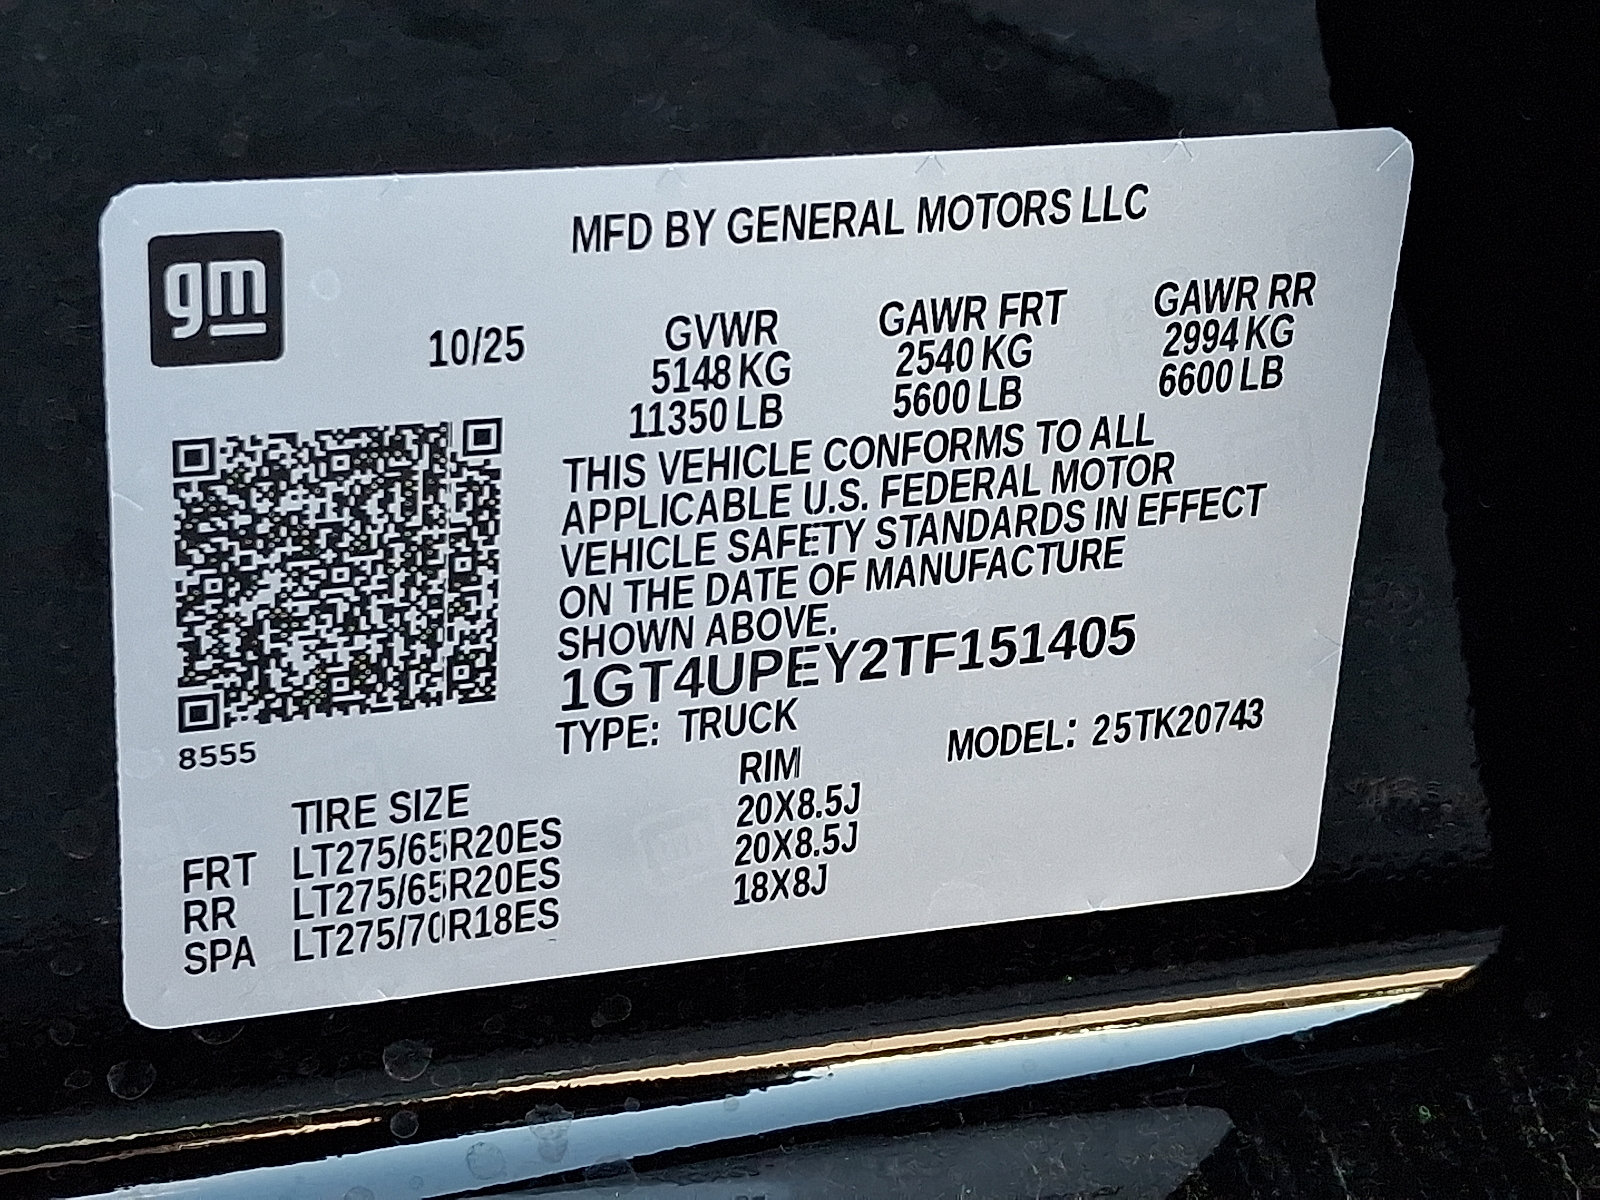 gm
MFD BY GENERAL MOTORS LLC
10/25
GVWR GAWR FRT GAWR RR
5148 KG 2540 KG 2994 KG
11350 LB 5600 LB 6600 LB
THIS VEHICLE CONFORMS TO ALL
APPLICABLE U.S. FEDERAL MOTOR
VEHICLE SAFETY STANDARDS IN EFFECT
ON THE DATE OF MANUFACTURE
SHOWN ABOVE.
1GT4UPEY2TF151405
TYPE: TRUCK MODEL: 25TK20743
8555
TIRE SIZE RIM
FRT LT275/65R20ES 20X8.5J
RR LT275/65R20ES 20X8.5J
SPA LT275/70R18ES 18X8J